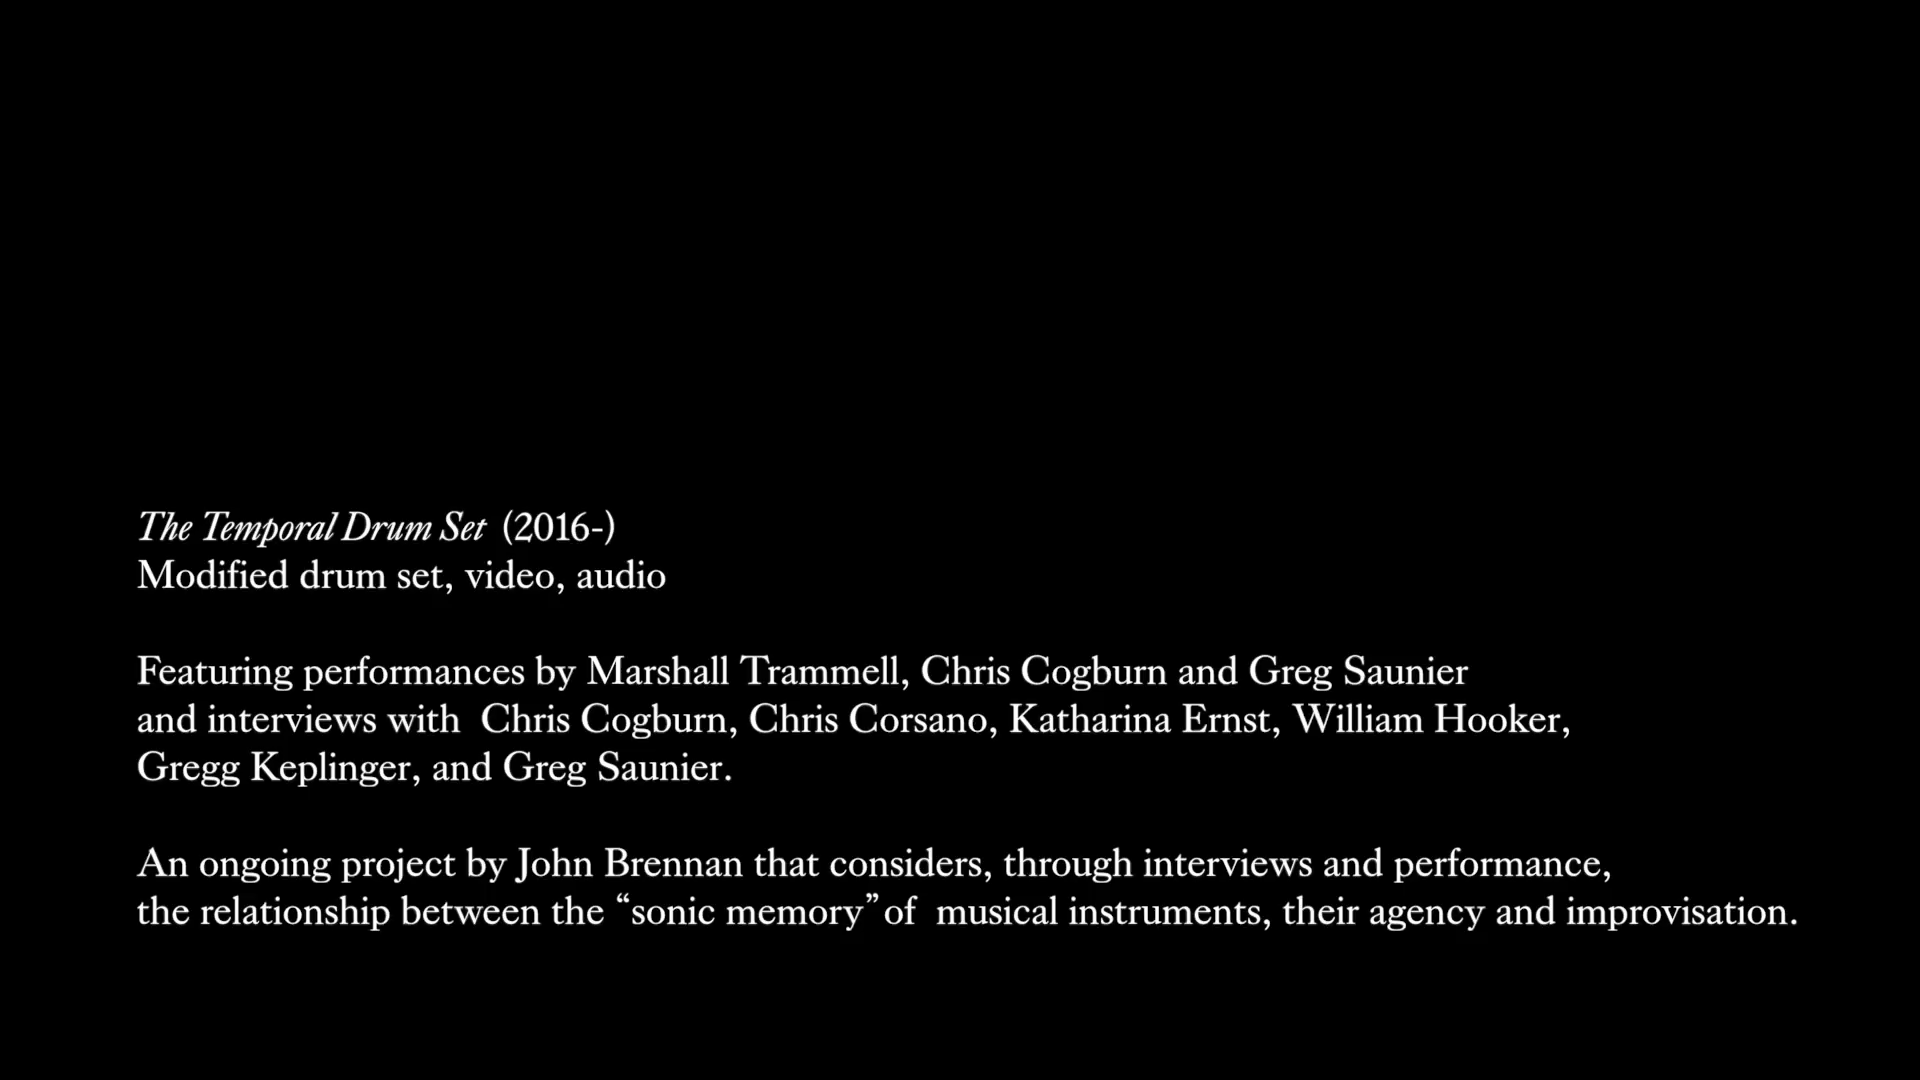 The Temporal Drum Set (2016-)
Modified drum set, video, audio
Featuring performances by Marshall Trammell, Chris Cogburn and Greg Saunier
and interviews with Chris Cogburn, Chris Corsano, Katharina Ernst, William Hooker,
Gregg Keplinger, and Greg Saunier.
An ongoing project by John Brennan that considers, through interviews and performance,
the relationship between the “sonic memory” of musical instruments, their agency and improvisation.